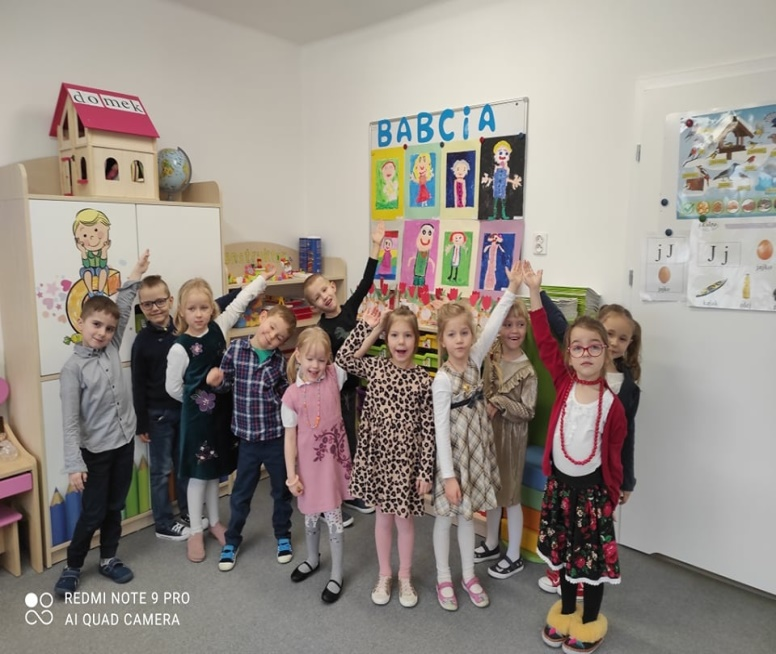 domek
BABCIA
j J
J j
REDMI NOTE 9 PRO
AI QUAD CAMERA